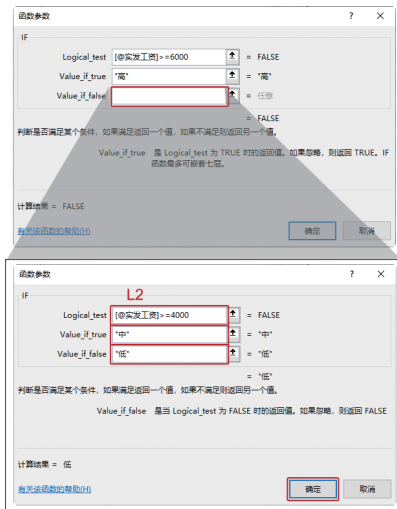 函数参数 ? ×
IF
Logical_test [@实发工资]>=6000 = FALSE
Value_if_true "高" = "高"
Value_if_false = 任意
= FALSE
判断是否满足某个条件，如果满足返回一个值，如果不满足则返回另一个值。
Value_if_true 是 Logical_test 为 TRUE 时的返回值。如果忽略，则返回 TRUE。IF
函数最多可嵌套七层。
计算结果 = FALSE
有关该函数的帮助(H) 确定 取消
函数参数 ? ×
IF
L2
Logical_test [@实发工资]>=4000 = FALSE
Value_if_true "中" = "中"
Value_if_false "低" = "低"
= "低"
判断是否满足某个条件，如果满足返回一个值，如果不满足则返回另一个值。
Value_if_false 是当 Logical_test 为 FALSE 时的返回值。如果忽略，则返回 FALSE
计算结果 = 低
有关该函数的帮助(H) 确定 取消